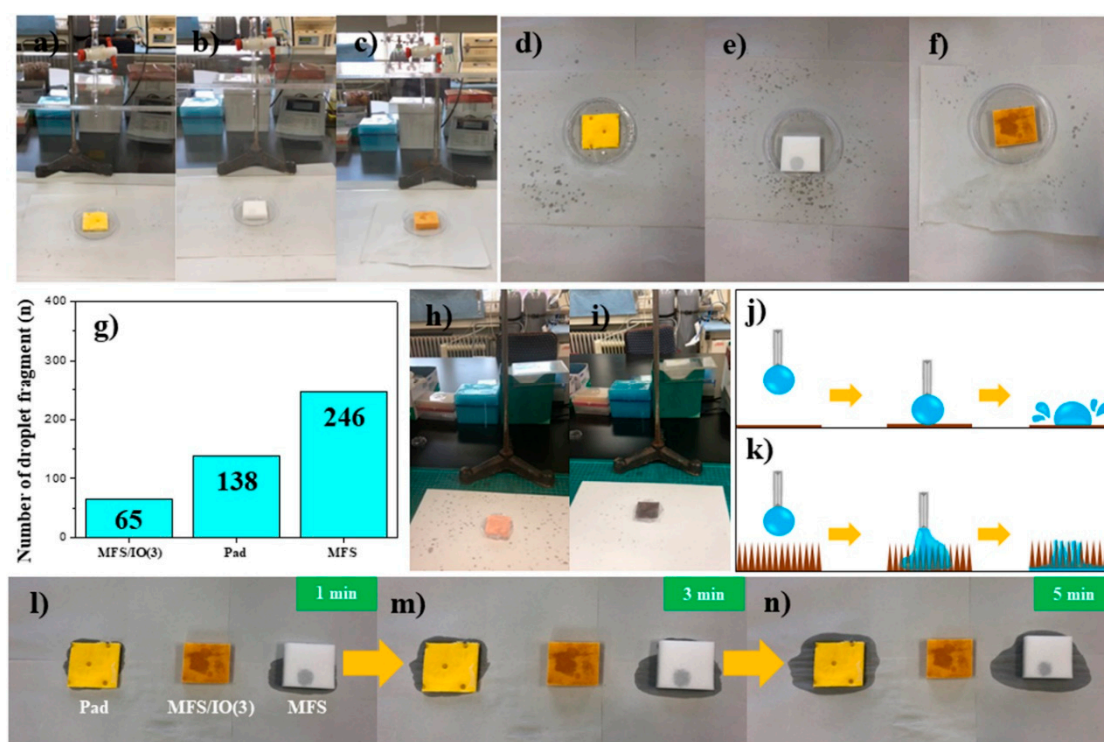 a)
b)
c)
d)
e)
f)
g)
Number of droplet fragment (n)
400
300
200
100
0
65
138
246
MFS/IO(3)
Pad
MFS
h)
i)
j)
k)
l)
1 min
m)
3 min
n)
5 min
Pad
MFS/IO(3)
MFS